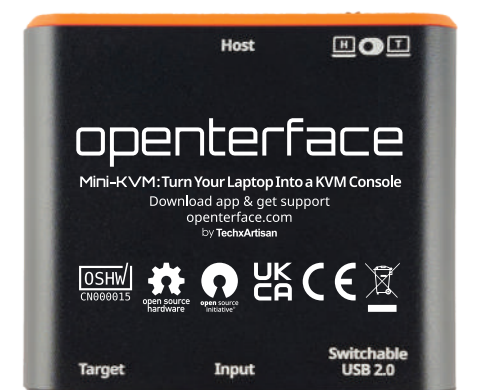 Host
H T
openterface
Mini-KVM: Turn Your Laptop Into a KVM Console
Download app & get support
openterface.com
by TechxArtisan
OSHW
CN000015
open source
hardware
open source
initiative®
UK
CA
CE
Target
Input
Switchable
USB 2.0